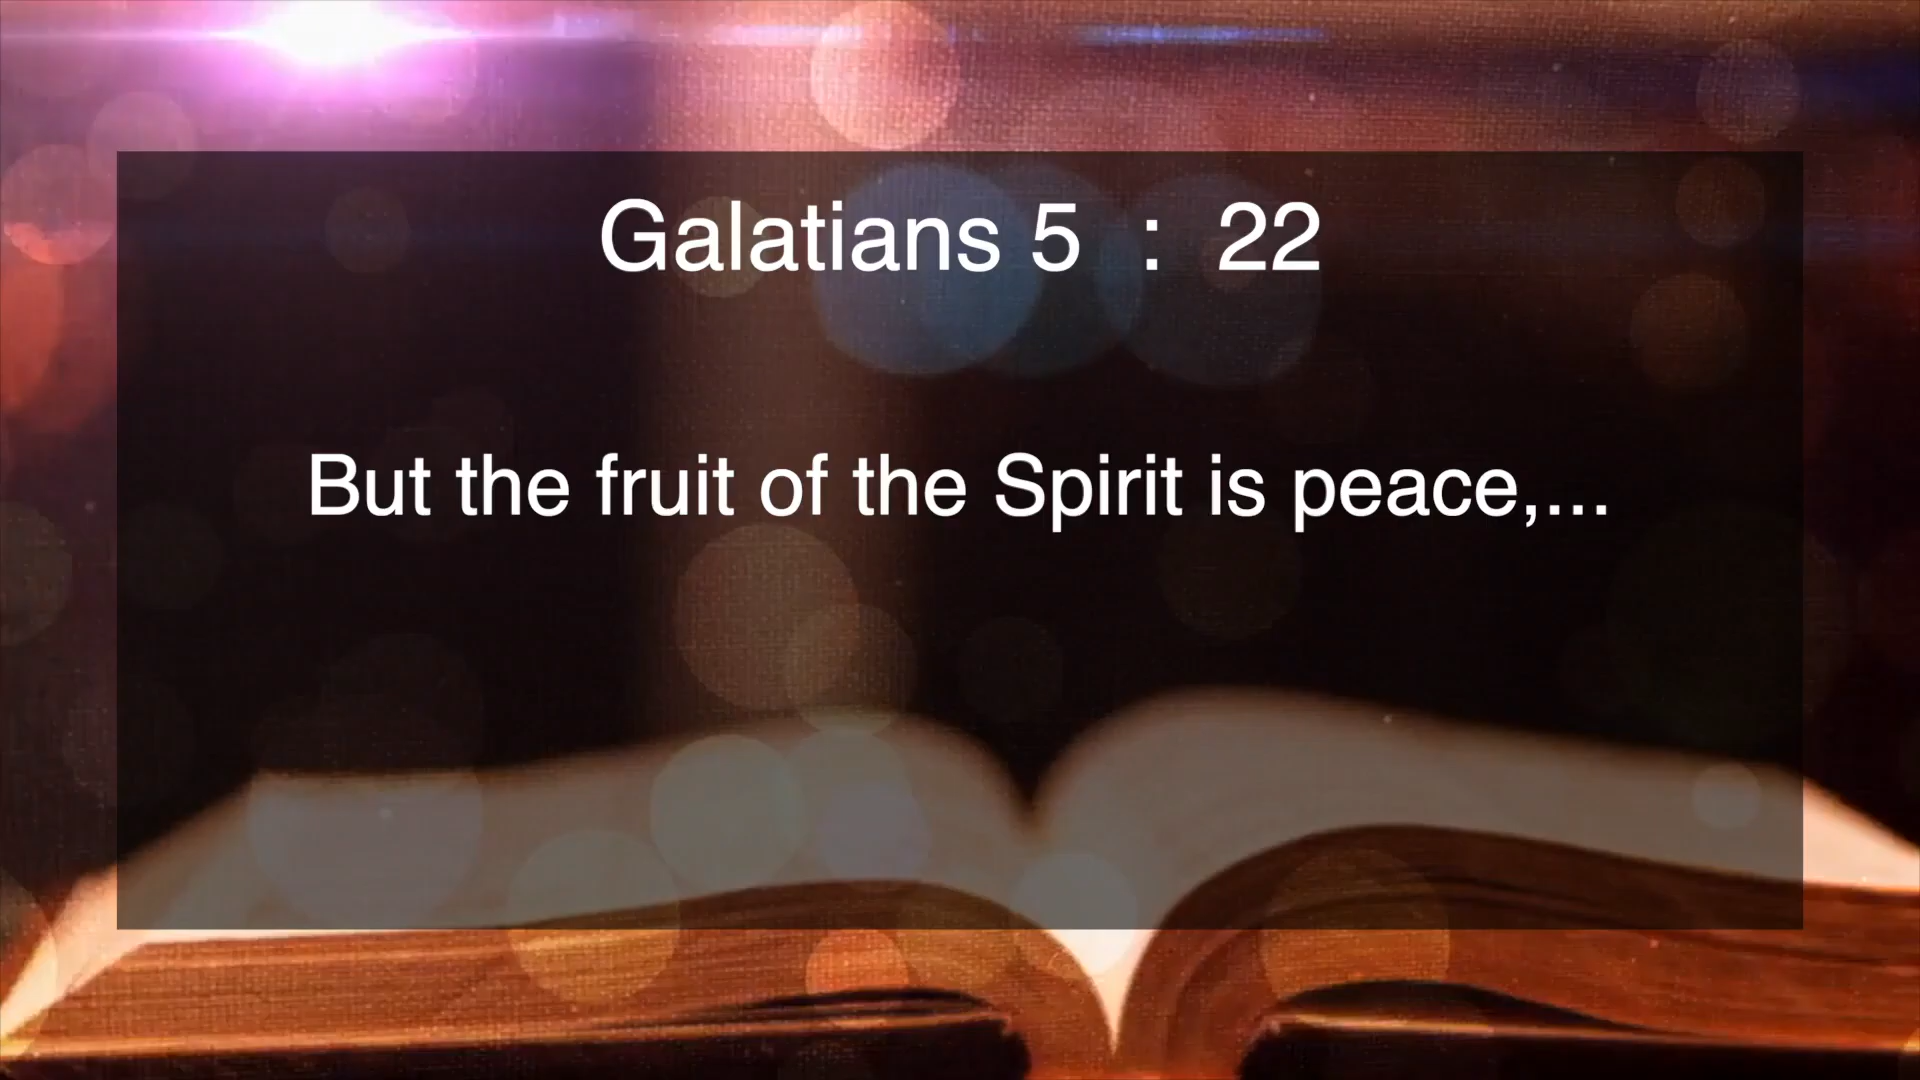 Galatians 5 : 22
But the fruit of the Spirit is peace,...